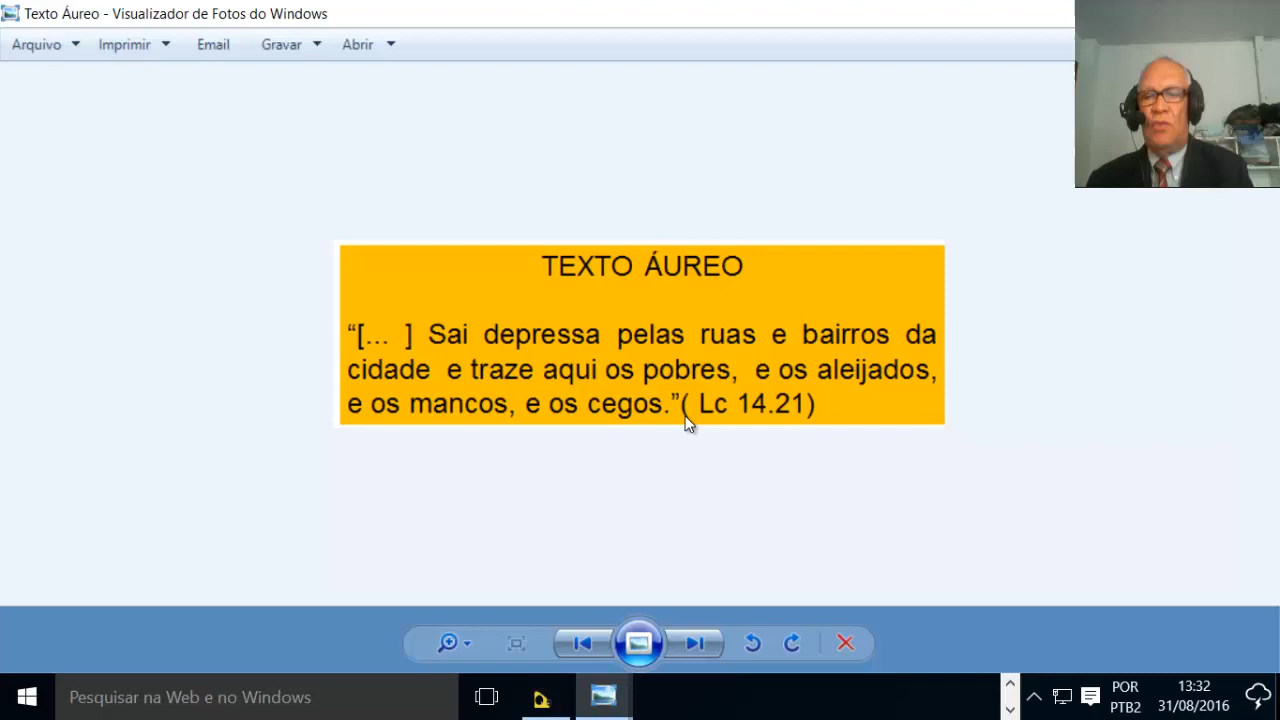 Texto Áureo - Visualizador de Fotos do Windows
Arquivo Imprimir Email Gravar Abrir
TEXTO ÁUREO
“[... ] Sai depressa pelas ruas e bairros da
cidade e traze aqui os pobres, e os aleijados,
e os mancos, e os cegos.”( Lc 14.21)
Pesquisar na Web e no Windows
POR
PTB2
13:32
31/08/2016